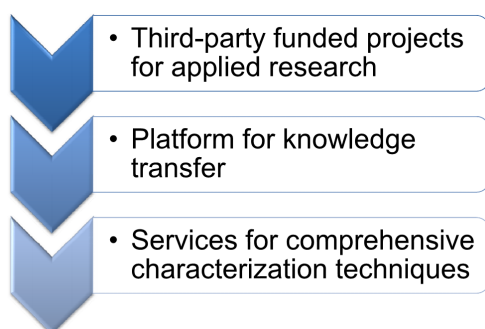 • Third-party funded projects
for applied research
• Platform for knowledge
transfer
• Services for comprehensive
characterization techniques